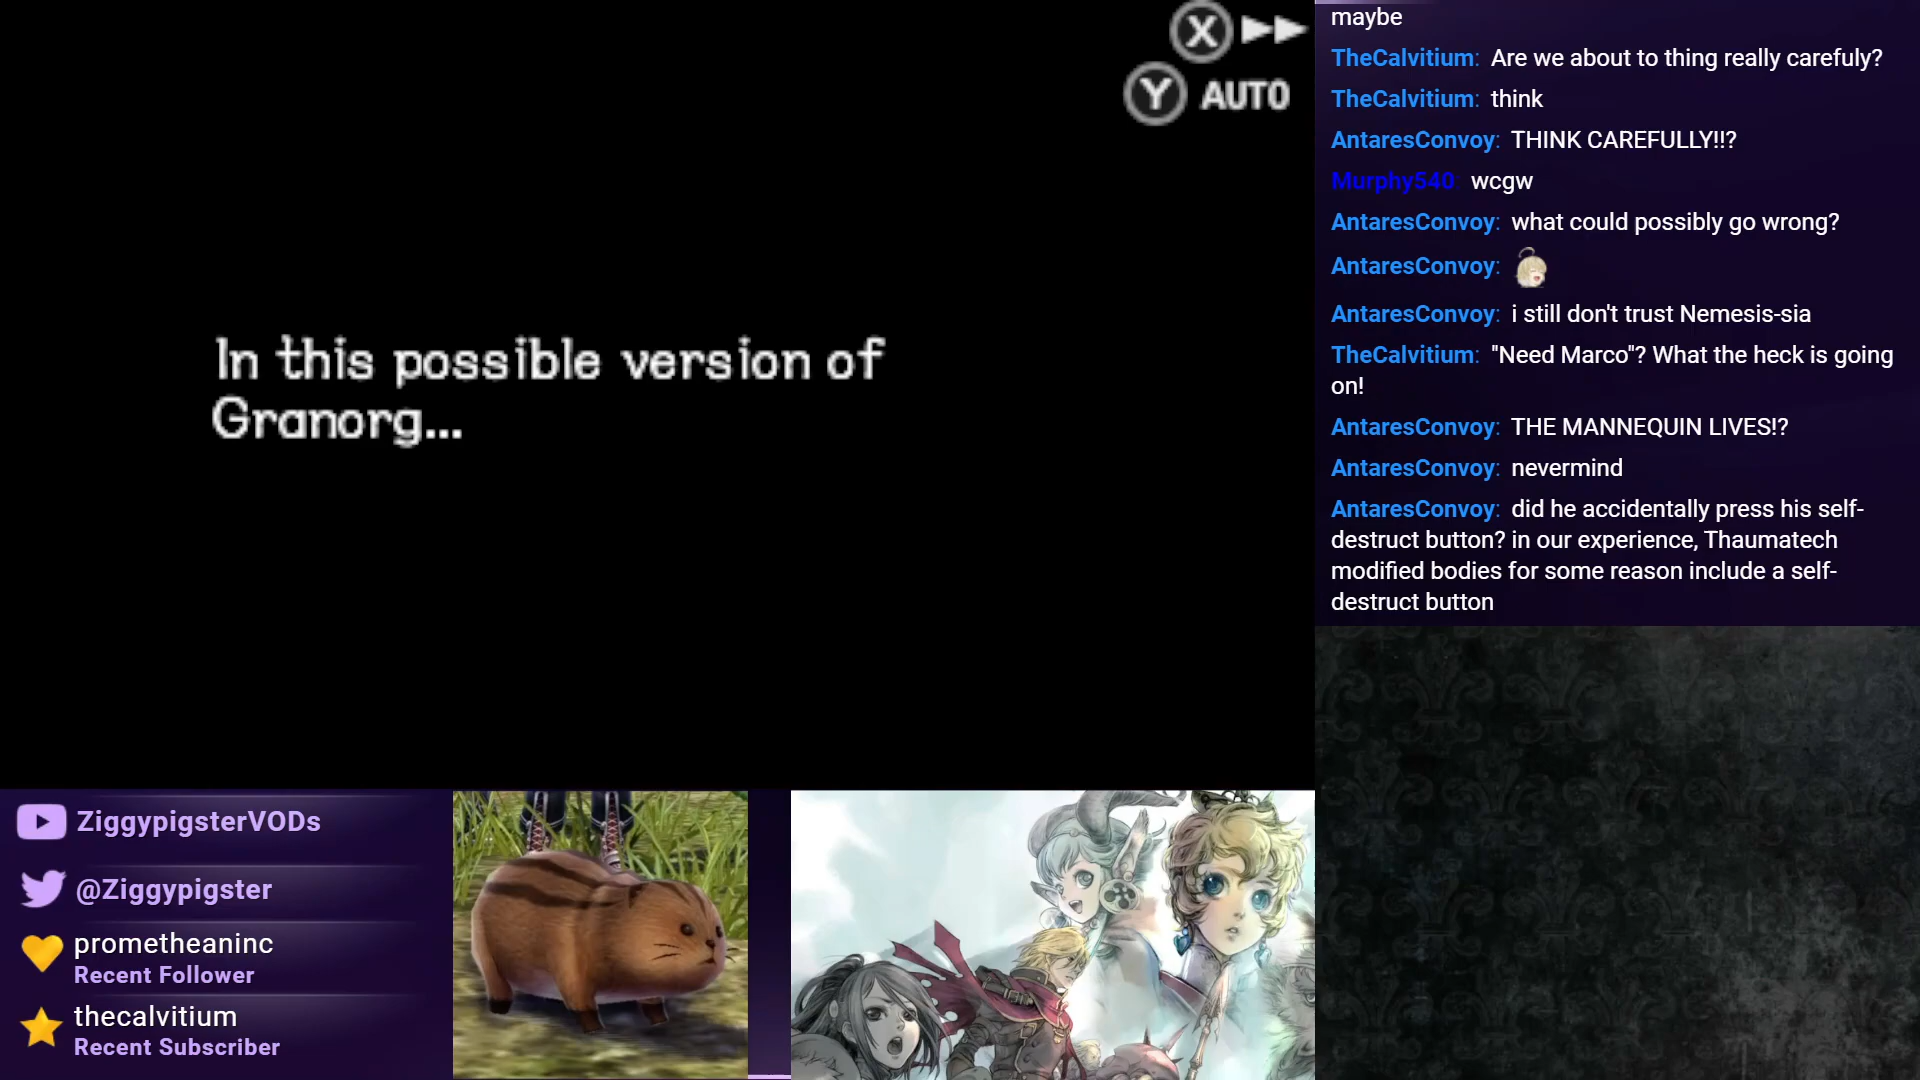 X
Y AUTO
In this possible version of
Granorg...
maybe
TheCalvitium: Are we about to thing really carefuly?
TheCalvitium: think
AntaresConvoy: THINK CAREFULLY!!?
Murphy540: wcgw
AntaresConvoy: what could possibly go wrong?
AntaresConvoy:
AntaresConvoy: i still don't trust Nemesis-sia
TheCalvitium: "Need Marco"? What the heck is going
on!
AntaresConvoy: THE MANNEQUIN LIVES!?
AntaresConvoy: nevermind
AntaresConvoy: did he accidentally press his self-
destruct button? in our experience, Thaumatech
modified bodies for some reason include a self-
destruct button
ZiggypigsterVODs
@Ziggypigster
prometheaninc
Recent Follower
thecalvitium
Recent Subscriber